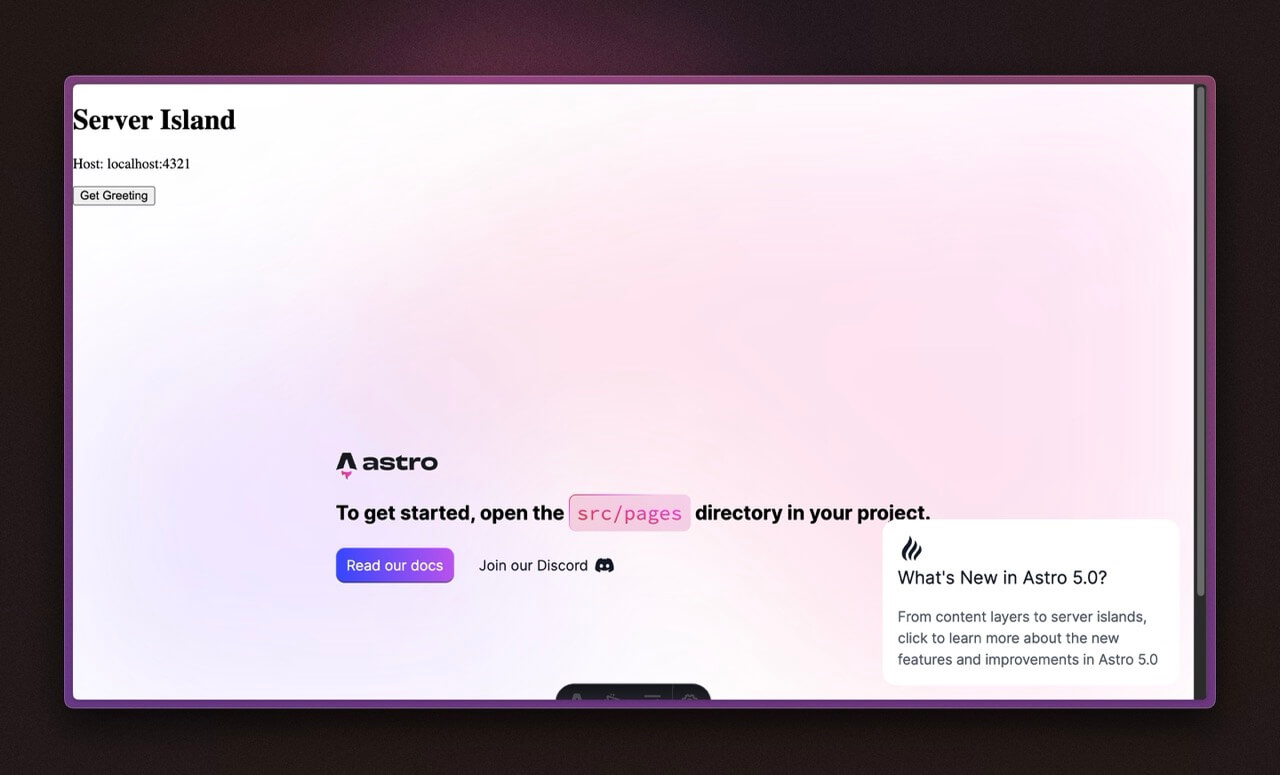 Server Island
Host: localhost:4321
Get Greeting
astro
To get started, open the src/pages directory in your project.
Read our docs
Join our Discord
What's New in Astro 5.0?
From content layers to server islands,
click to learn more about the new
features and improvements in Astro 5.0